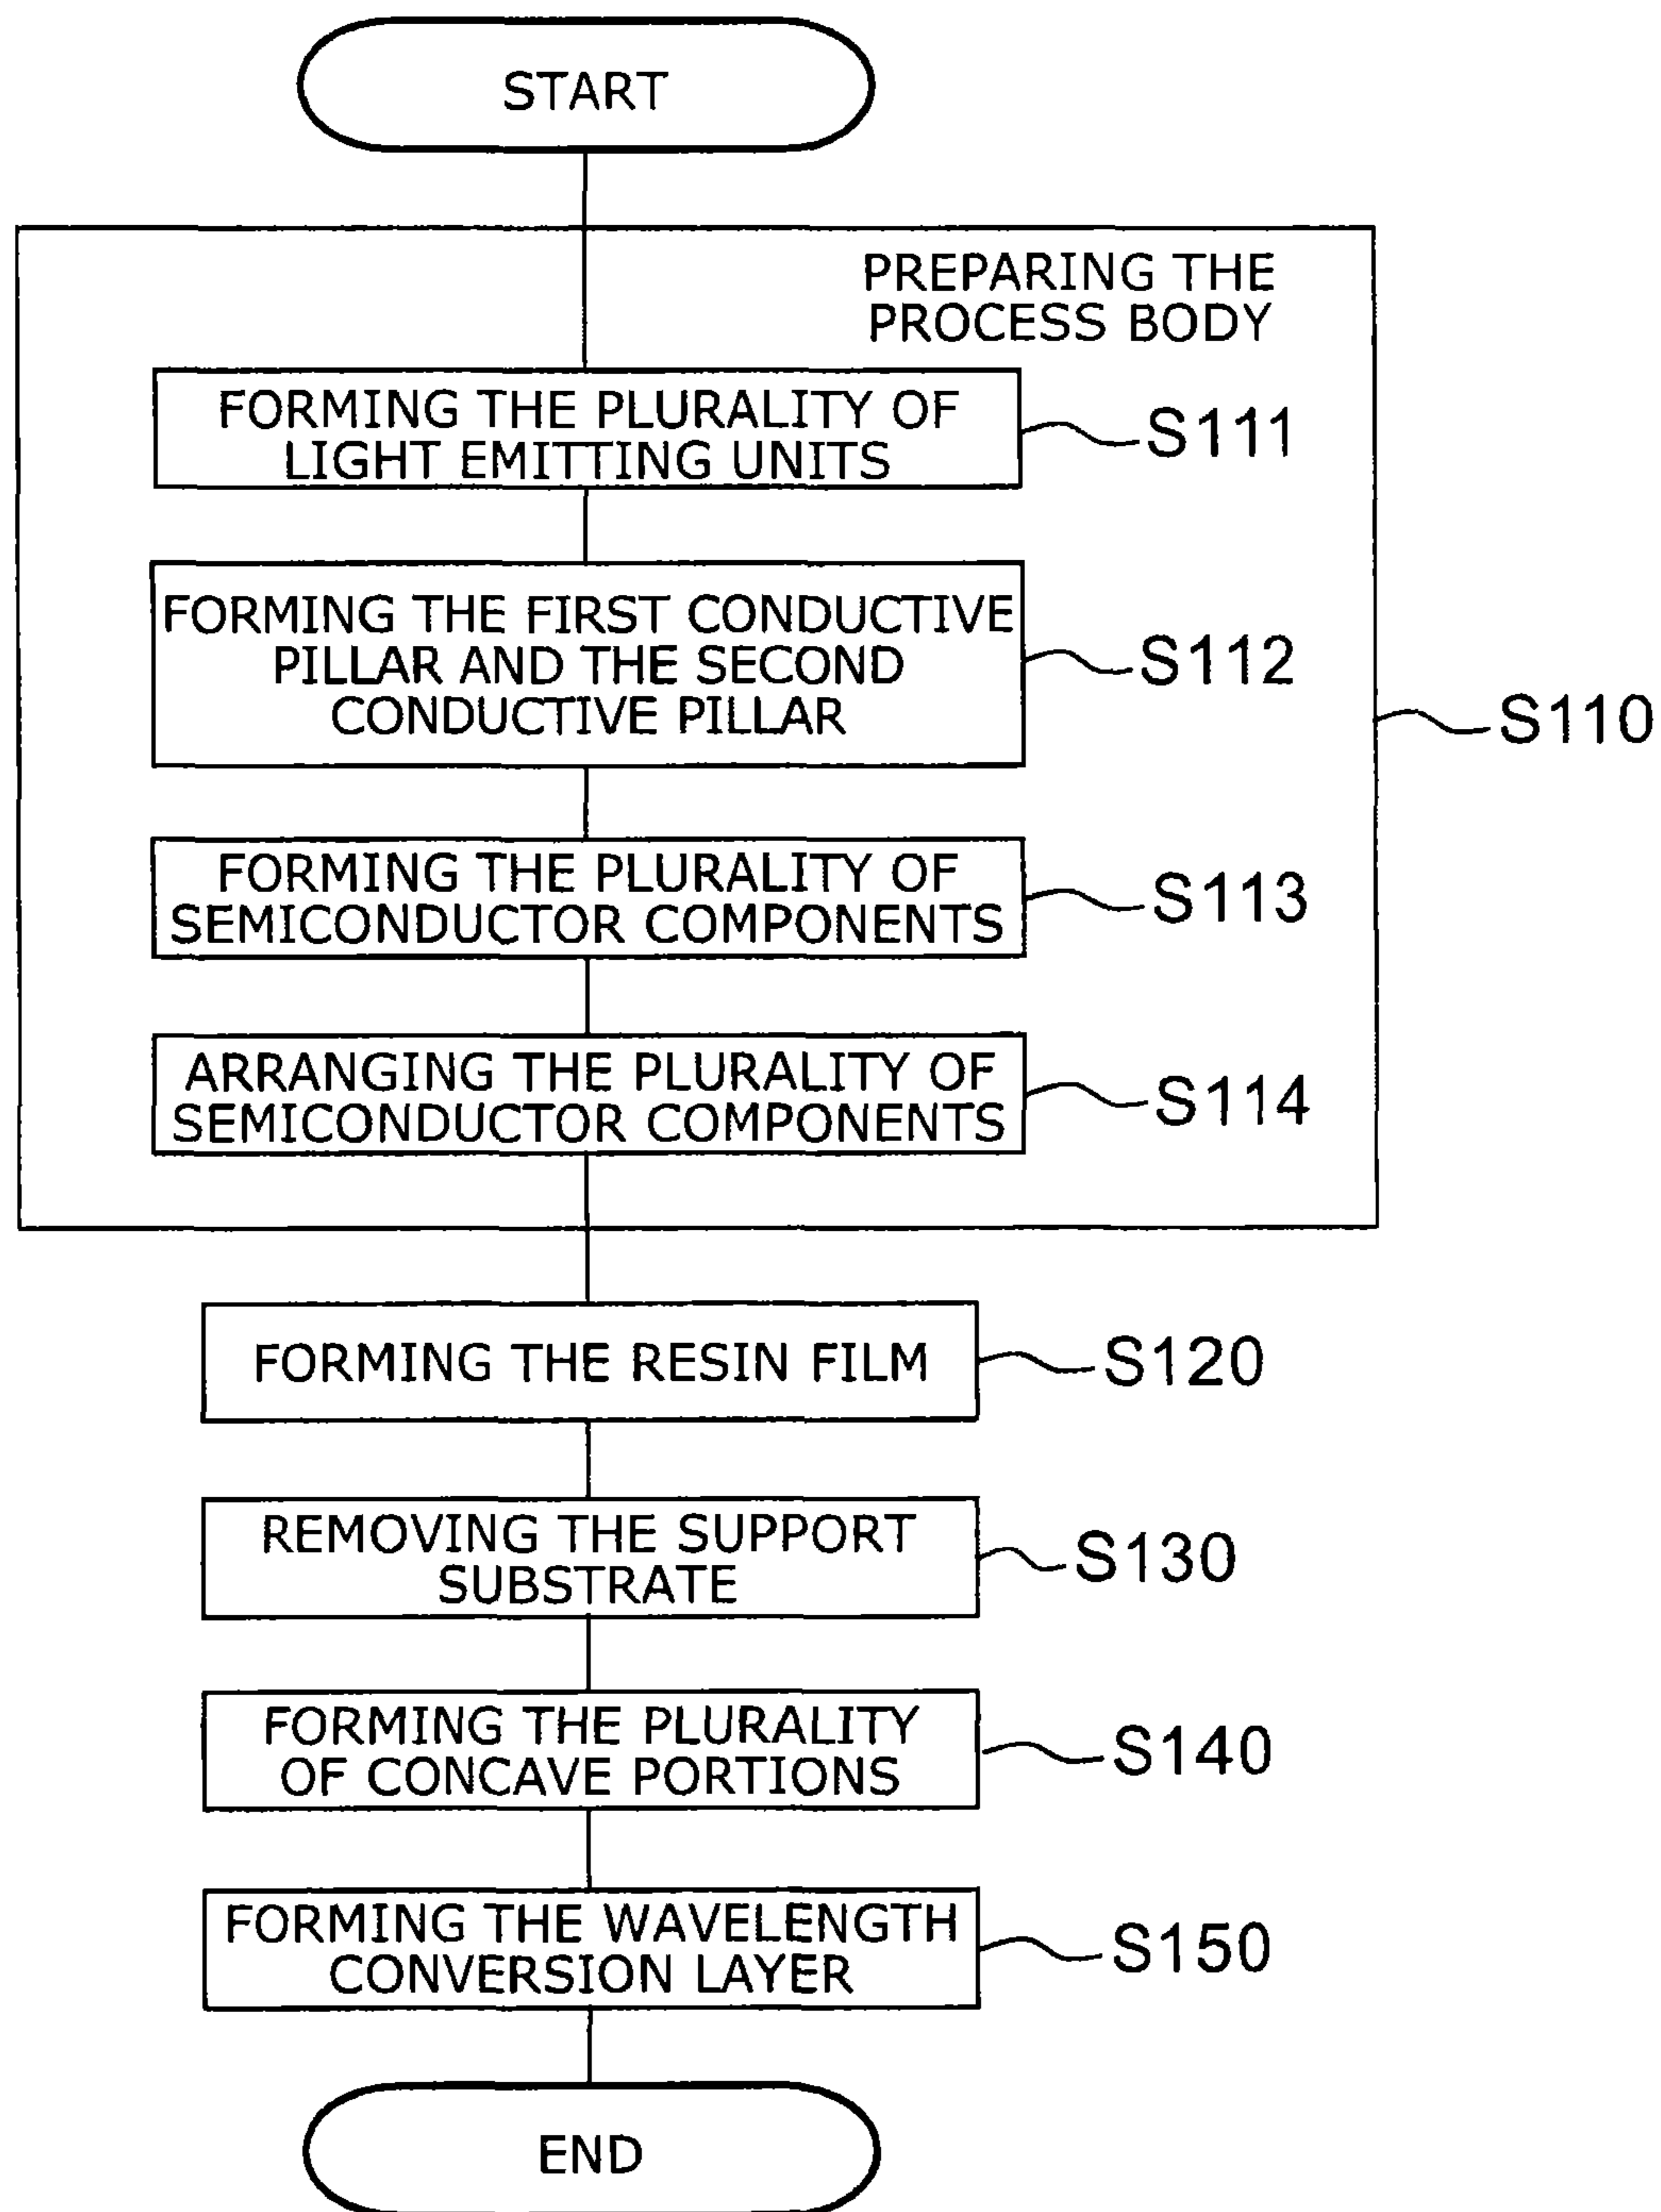 START
PREPARING THE
PROCESS BODY
FORMING THE PLURALITY OF
LIGHT EMITTING UNITS
S111
FORMING THE FIRST CONDUCTIVE
PILLAR AND THE SECOND
CONDUCTIVE PILLAR
S112
S110
FORMING THE PLURALITY OF
SEMICONDUCTOR COMPONENTS
S113
ARRANGING THE PLURALITY OF
SEMICONDUCTOR COMPONENTS
S114
FORMING THE RESIN FILM
S120
REMOVING THE SUPPORT
SUBSTRATE
S130
FORMING THE PLURALITY
OF CONCAVE PORTIONS
S140
FORMING THE WAVELENGTH
CONVERSION LAYER
S150
END